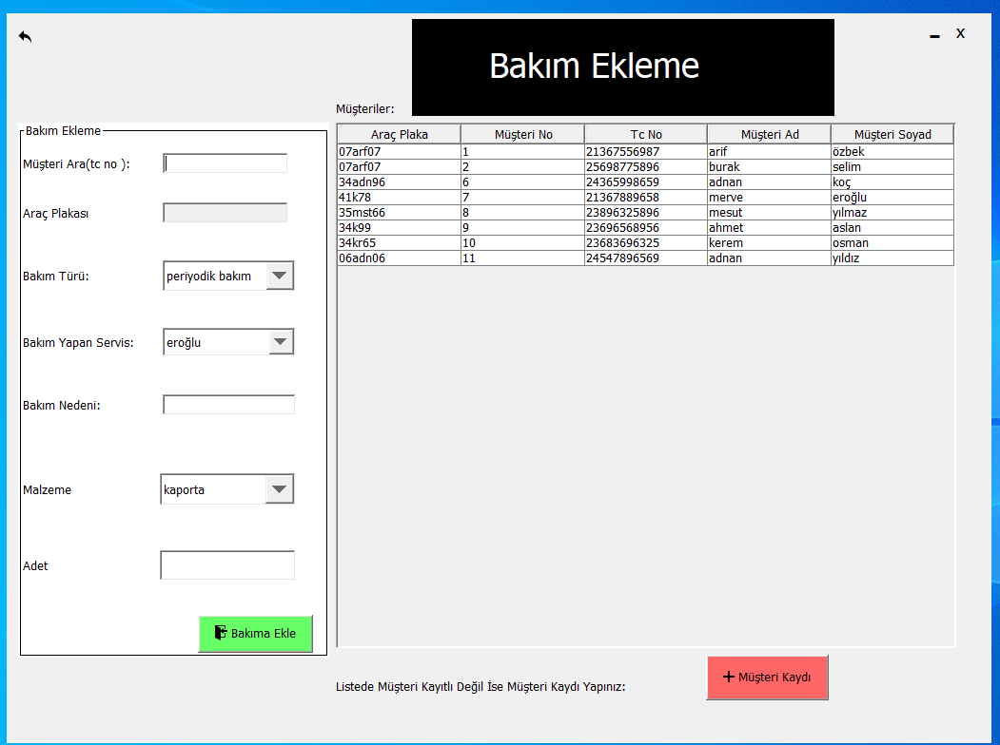 Bakım Ekleme
X
Müşteriler:
Bakım Ekleme
Müşteri Ara(tc no ):
Araç Plakası
Bakım Türü:
periyodik bakım
Bakım Yapan Servis:
eroğlu
Bakım Nedeni:
Malzeme
kaporta
Adet
Bakıma Ekle
Araç Plaka Müşteri No Tc No Müşteri Ad Müşteri Soyad
07arf07 1 21367556987 arif özbek
07arf07 2 25698775896 burak selim
34adn96 6 24365998659 adnan koç
41k78 7 21367889658 merve eroğlu
35mst66 8 23896325896 mesut yılmaz
34k99 9 23696568956 ahmet aslan
34kr65 10 23683696325 kerem osman
06adn06 11 24547896569 adnan yıldız
Listede Müşteri Kayıtlı Değil İse Müşteri Kaydı Yapınız:
Müşteri Kaydı